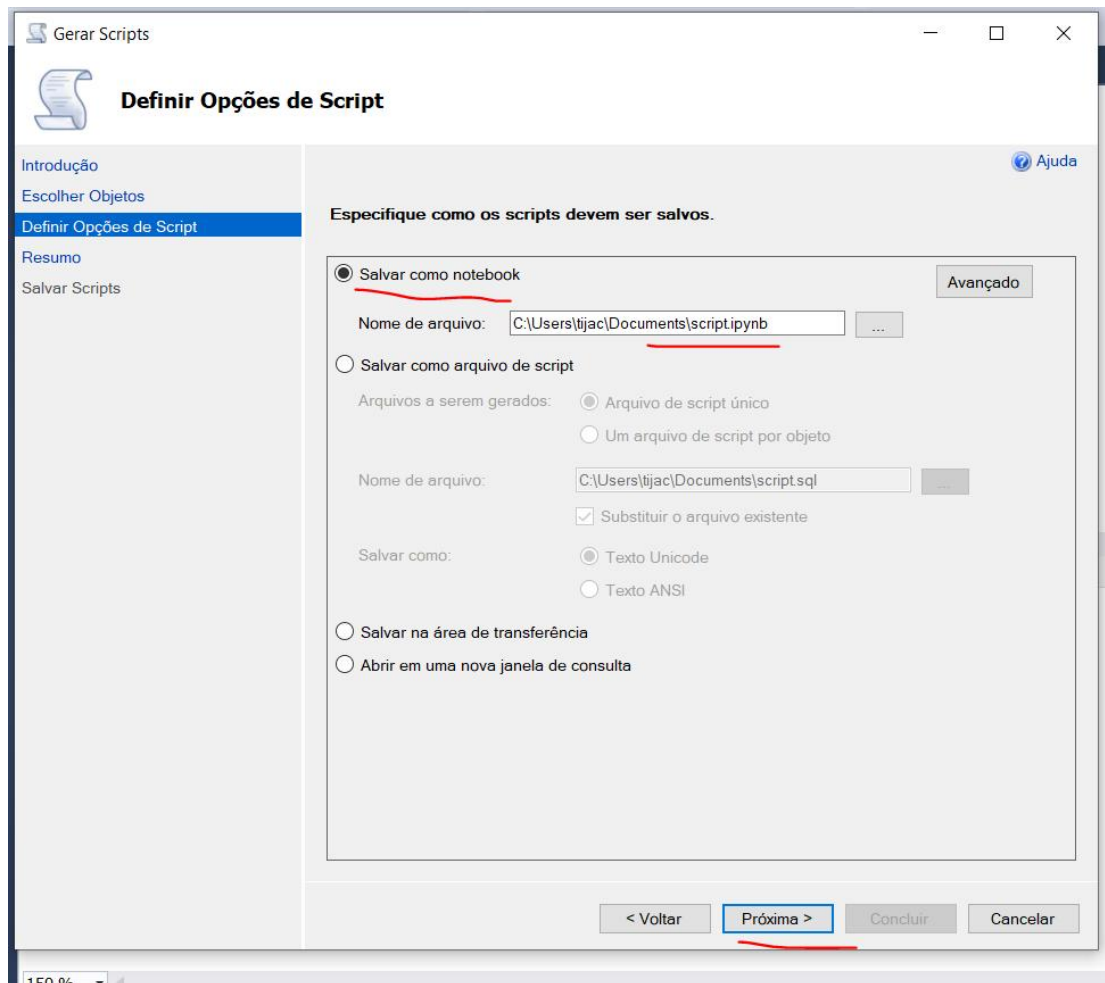 Gerar Scripts
Definir Opções de Script
Introdução
Escolher Objetos
Definir Opções de Script
Resumo
Salvar Scripts
Ajuda
Especifique como os scripts devem ser salvos.
Salvar como notebook
Avançado
Nome de arquivo: C:\Users\tijac\Documents\script.ipynb ...
Salvar como arquivo de script
Arquivos a serem gerados: Arquivo de script único
Um arquivo de script por objeto
Nome de arquivo: C:\Users\tijac\Documents\script.sql ...
Substituir o arquivo existente
Salvar como: Texto Unicode
Texto ANSI
Salvar na área de transferência
Abrir em uma nova janela de consulta
< Voltar Próxima > Concluir Cancelar